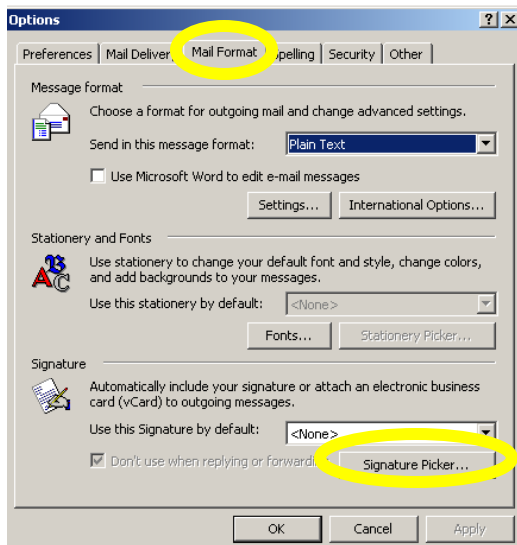 Options
Preferences Mail Delivery Mail Format Spelling Security Other
Message format
Choose a format for outgoing mail and change advanced settings.
Send in this message format: Plain Text
Use Microsoft Word to edit e-mail messages
Settings... International Options...
Stationery and Fonts
Use stationery to change your default font and style, change colors,
and add backgrounds to your messages.
Use this stationery by default: <None>
Fonts... Stationery Picker...
Signature
Automatically include your signature or attach an electronic business
card (vCard) to outgoing messages.
Use this Signature by default: <None>
Don't use when replying or forwarding Signature Picker...
OK Cancel Apply